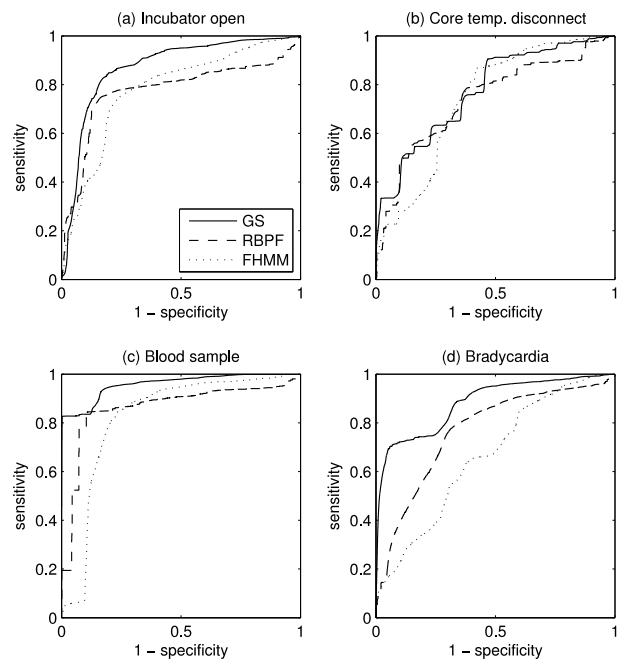 (a) Incubator open
1
0.8
0.6
0.4
0.2
0
sensitivity
0
0.5
1
1 − specificity
GS
RBPF
FHMM
(b) Core temp. disconnect
1
0.8
0.6
0.4
0.2
0
sensitivity
0
0.5
1
1 − specificity
(c) Blood sample
1
0.8
0.6
0.4
0.2
0
sensitivity
0
0.5
1
1 − specificity
(d) Bradycardia
1
0.8
0.6
0.4
0.2
0
sensitivity
0
0.5
1
1 − specificity